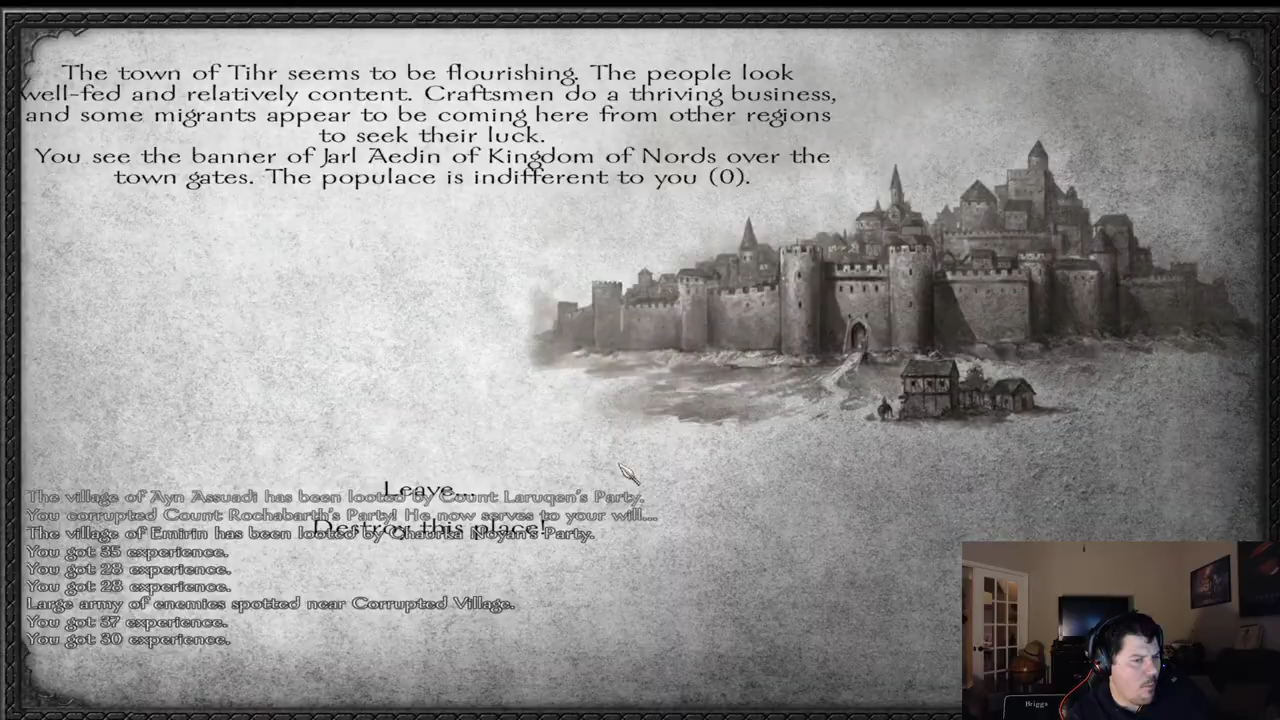 The town of Tihr seems to be flourishing. The people look
well-fed and relatively content. Craftsmen do a thriving business,
and some migrants appear to be coming here from other regions
to seek their luck.
You see the banner of Jarl Aedin of Kingdom of Nords over the
town gates. The populace is indifferent to you (0).
Leave...
The village of Ayn Assuadi has been looted by Count Laruqen's Party.
You corrupted Count Rochabarth's Party! He now serves to your will...
Destroy this place!
The village of Emirin has been looted by Chaurka Noyan's Party.
You got 35 experience.
You got 28 experience.
You got 28 experience.
Large army of enemies spotted near Corrupted Village.
You got 37 experience.
You got 30 experience.
Briggs